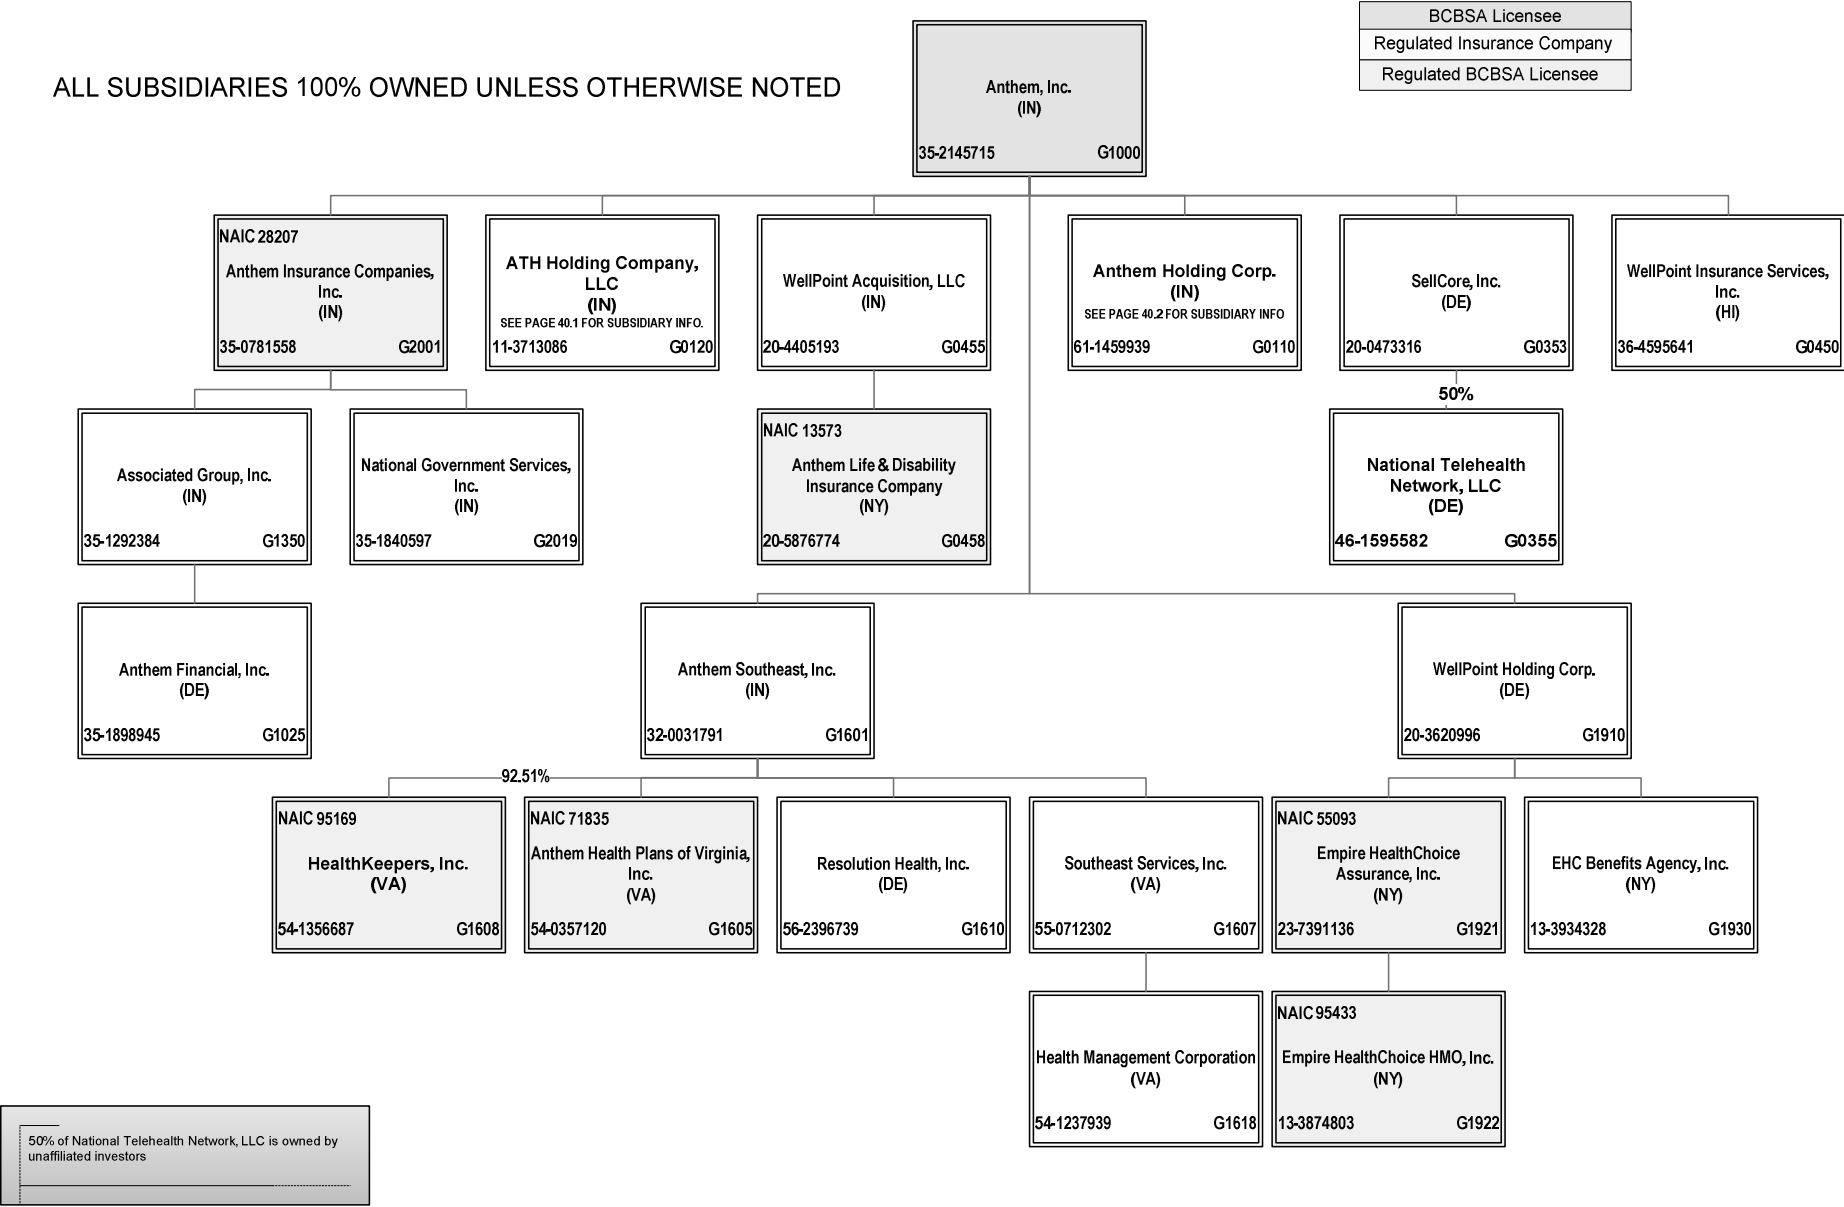 BCBSA Licensee
Regulated Insurance Company
Regulated BCBSA Licensee
ALL SUBSIDIARIES 100% OWNED UNLESS OTHERWISE NOTED
Anthem, Inc.
(IN)
35-2145715 G1000
NAIC 28207
Anthem Insurance Companies,
Inc.
(IN)
35-0781558 G2001
ATH Holding Company,
LLC
(IN)
SEE PAGE 40.1 FOR SUBSIDIARY INFO.
11-3713086 G0120
WellPoint Acquisition, LLC
(IN)
20-4405193 G0455
Anthem Holding Corp.
(IN)
SEE PAGE 40.2 FOR SUBSIDIARY INFO
61-1459939 G0110
SellCore, Inc.
(DE)
20-0473316 G0353
WellPoint Insurance Services,
Inc.
(HI)
36-4595641 G0450
50%
Associated Group, Inc.
(IN)
35-1292384 G1350
National Government Services,
Inc.
(IN)
35-1840597 G2019
NAIC 13573
Anthem Life & Disability
Insurance Company
(NY)
20-5876774 G0458
National Telehealth
Network, LLC
(DE)
46-1595582 G0355
Anthem Financial, Inc.
(DE)
35-1898945 G1025
Anthem Southeast, Inc.
(IN)
32-0031791 G1601
WellPoint Holding Corp.
(DE)
20-3620996 G1910
92.51%
NAIC 95169
HealthKeepers, Inc.
(VA)
54-1356687 G1608
NAIC 71835
Anthem Health Plans of Virginia,
Inc.
(VA)
54-0357120 G1605
Resolution Health, Inc.
(DE)
56-2396739 G1610
Southeast Services, Inc.
(VA)
55-0712302 G1607
NAIC 55093
Empire HealthChoice
Assurance, Inc.
(NY)
23-7391136 G1921
EHC Benefits Agency, Inc.
(NY)
13-3934328 G1930
Health Management Corporation
(VA)
54-1237939 G1618
NAIC 95433
Empire HealthChoice HMO, Inc.
(NY)
13-3874803 G1922
50% of National Telehealth Network, LLC is owned by
unaffiliated investors